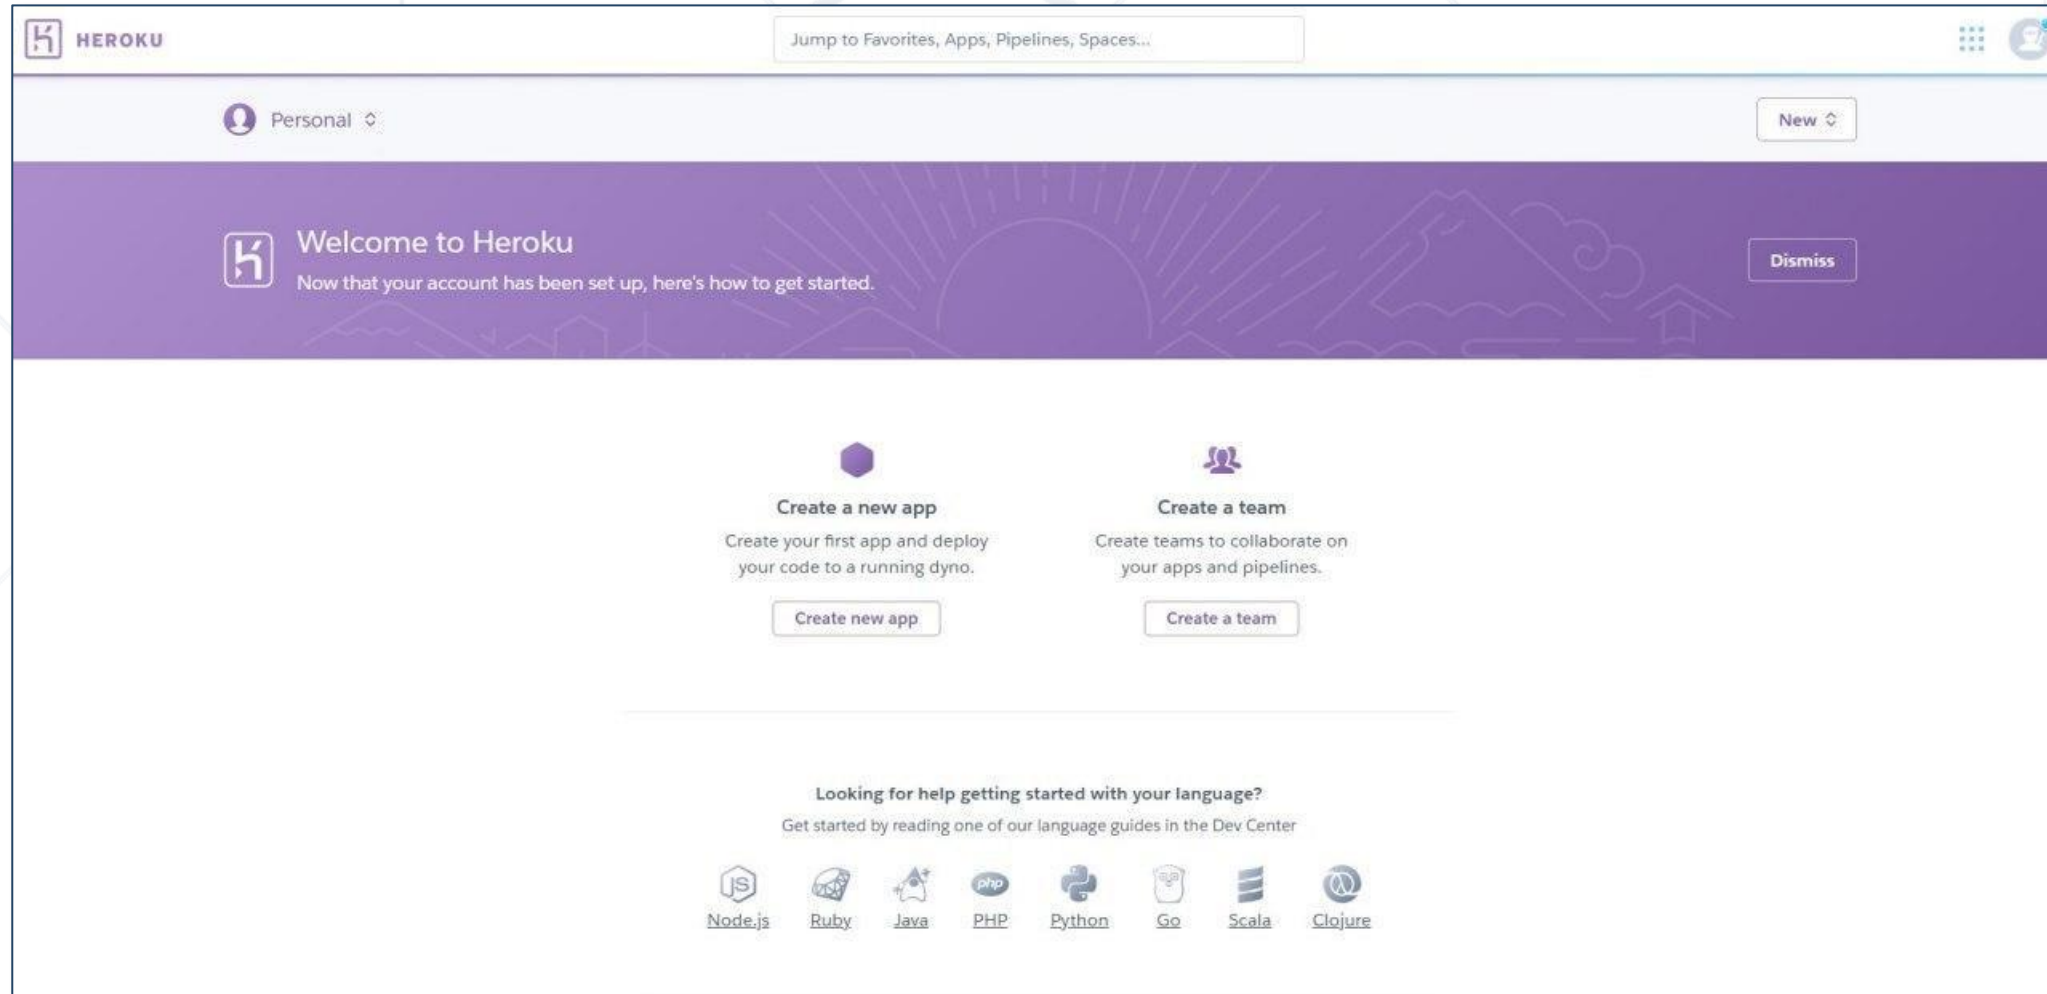 HEROKU
Jump to Favorites, Apps, Pipelines, Spaces...
Personal
New
Welcome to Heroku
Now that your account has been set up, here's how to get started.
Dismiss
Create a new app
Create your first app and deploy
your code to a running dyno.
Create new app
Create a team
Create teams to collaborate on
your apps and pipelines.
Create a team
Looking for help getting started with your language?
Get started by reading one of our language guides in the Dev Center
JS
php
Node.js
Ruby
Java
PHP
Python
Go
Scala
Clojure